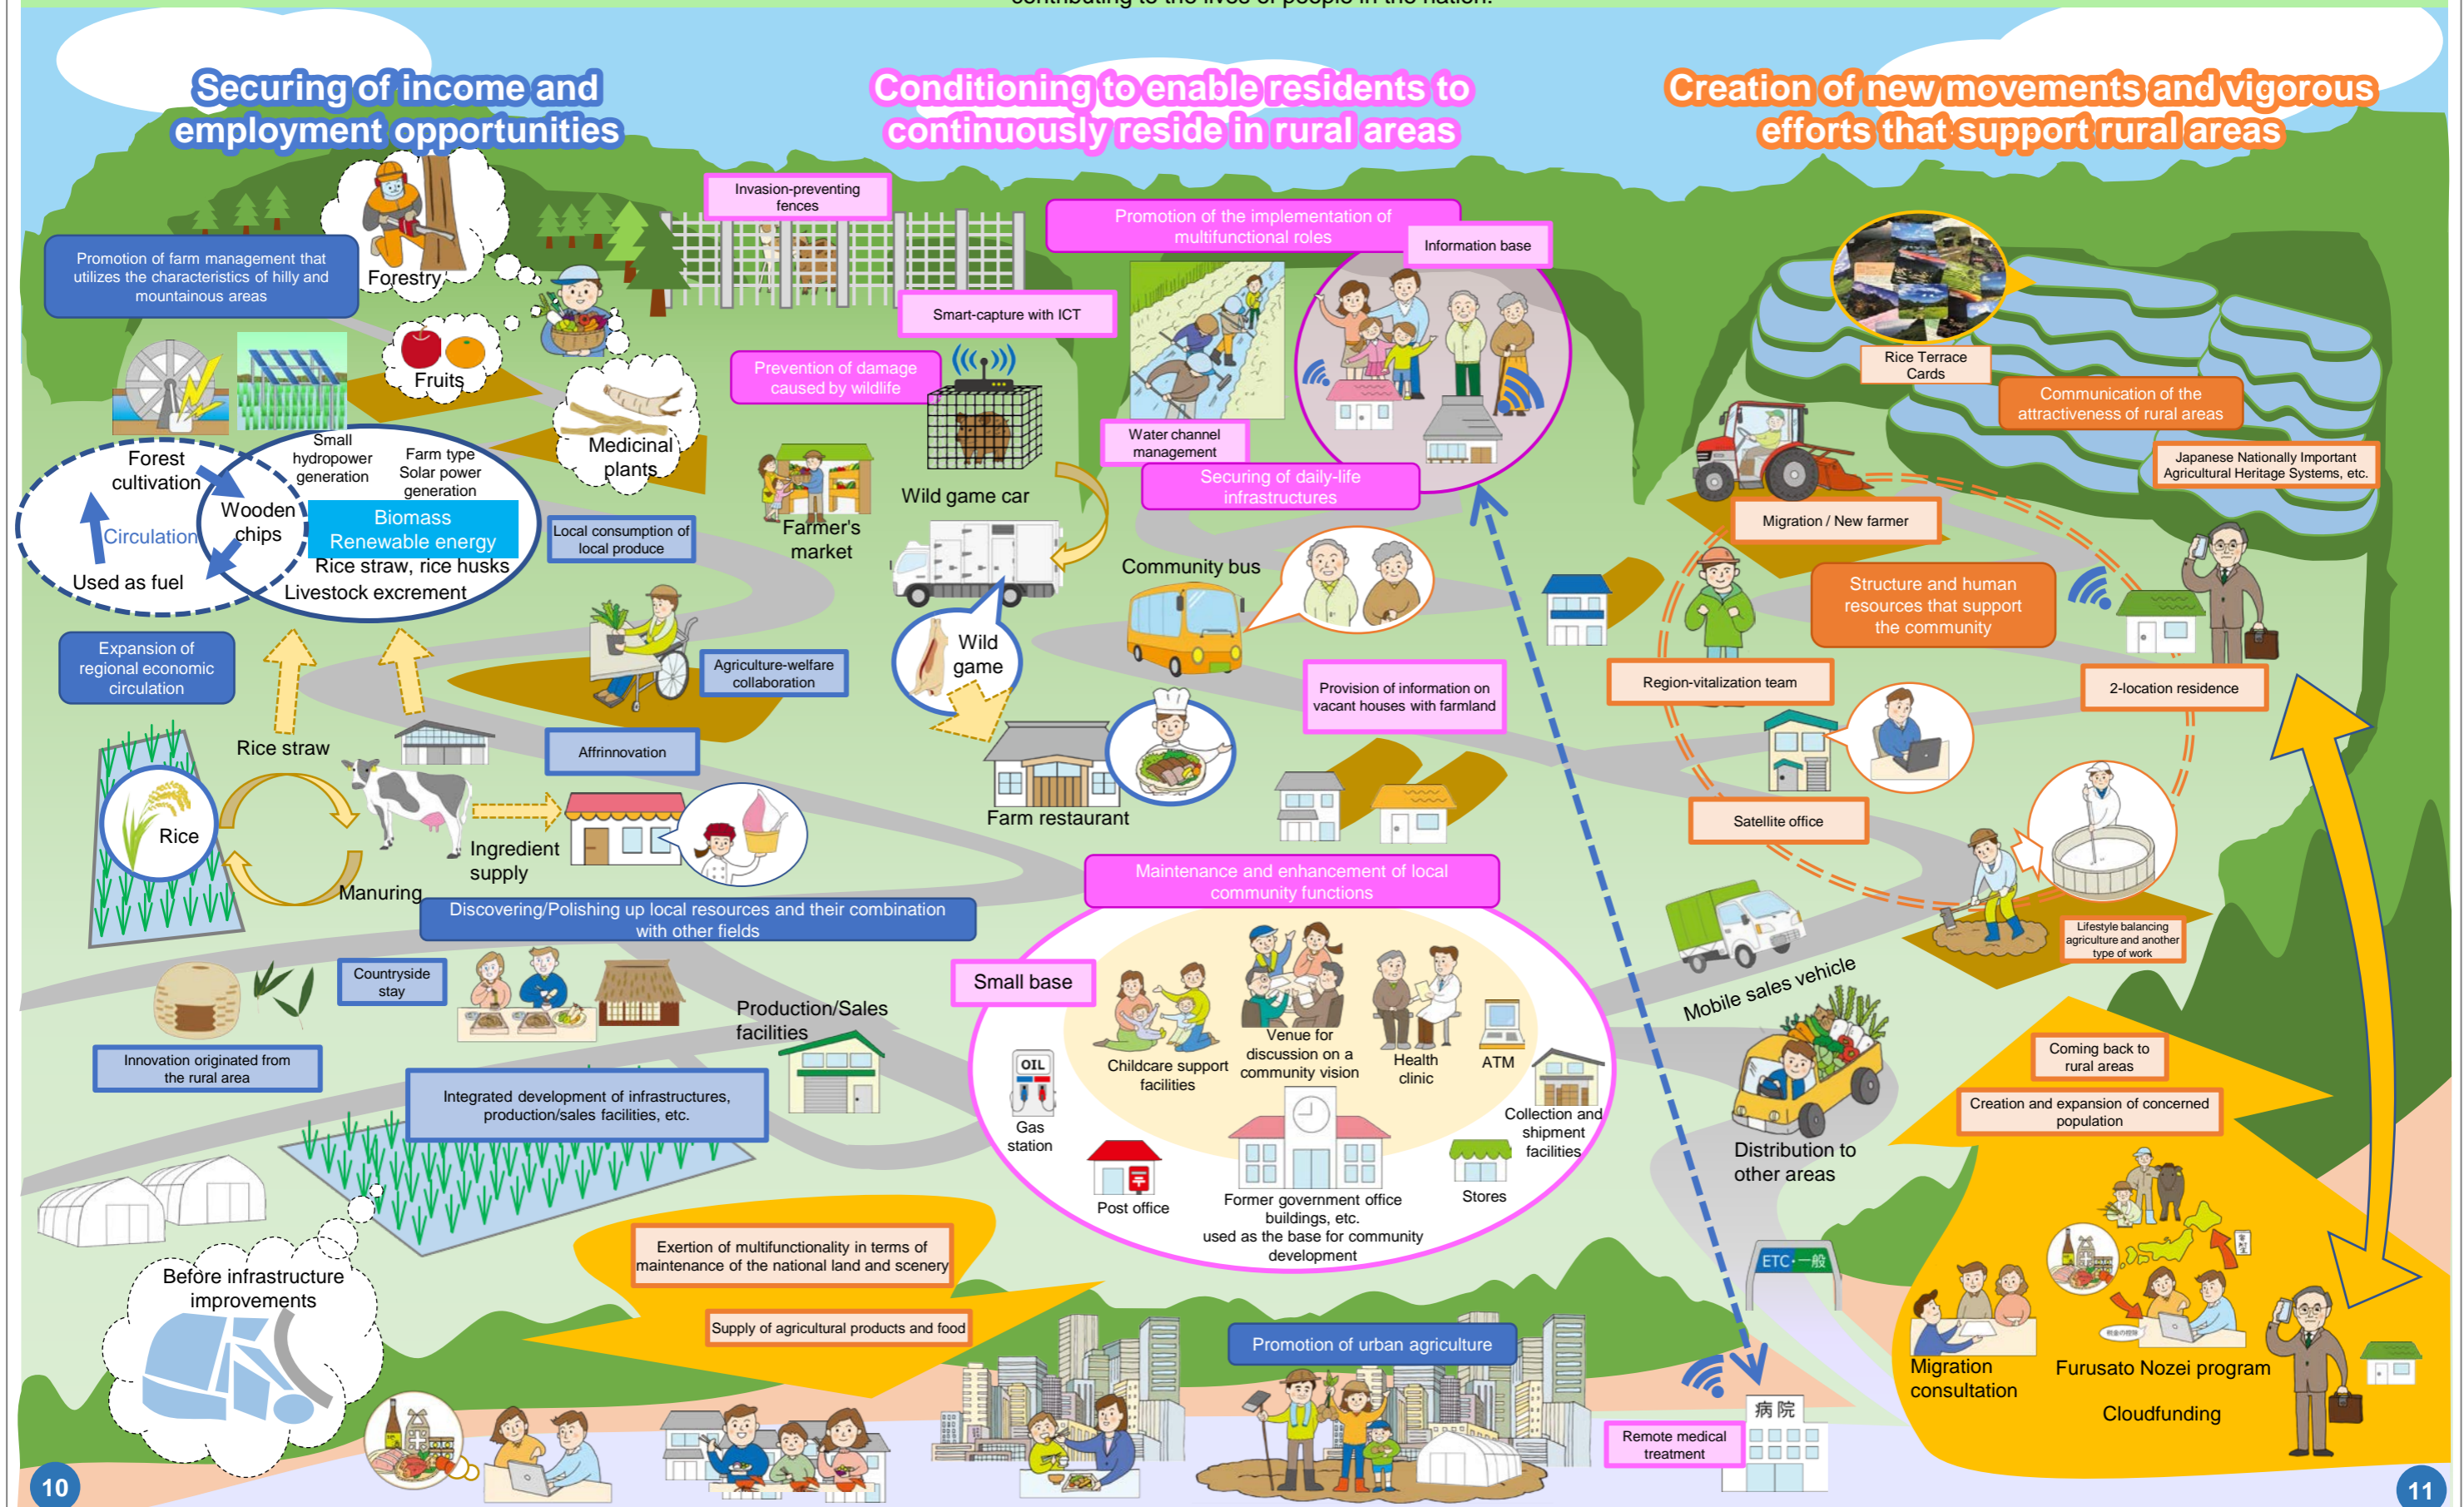 contributing to the lives of people in the nation.
Securing of income and
employment opportunities
Conditioning to enable residents to
continuously reside in rural areas
Creation of new movements and vigorous
efforts that support rural areas
Promotion of farm management that
utilizes the characteristics of hilly and
mountainous areas
Forestry
Fruits
Medicinal
plants
Small
hydropower
generation
Farm type
Solar power
generation
Forest
cultivation
Wooden
chips
Circulation
Used as fuel
Biomass
Renewable energy
Rice straw, rice husks
Livestock excrement
Expansion of
regional economic
circulation
Local consumption of
local produce
Agriculture-welfare
collaboration
Rice straw
Rice
Manuring
Affrinnovation
Ingredient
supply
Discovering/Polishing up local resources and their combination
with other fields
Countryside
stay
Innovation originated from
the rural area
Production/Sales
facilities
Integrated development of infrastructures,
production/sales facilities, etc.
Before infrastructure
improvements
Invasion-preventing
fences
Smart-capture with ICT
Prevention of damage
caused by wildlife
Farmer's
market
Wild game car
Wild
game
Farm restaurant
Promotion of the implementation of
multifunctional roles
Information base
Water channel
management
Securing of daily-life
infrastructures
Community bus
Provision of information on
vacant houses with farmland
Maintenance and enhancement of local
community functions
Small base
Childcare support
facilities
Venue for
discussion on a
community vision
Health
clinic
ATM
OIL
Gas
station
Post office
〒
Former government office
buildings, etc.
used as the base for community
development
Stores
Collection and
shipment
facilities
Exertion of multifunctionality in terms of
maintenance of the national land and scenery
Supply of agricultural products and food
Promotion of urban agriculture
Remote medical
treatment
病院
Rice Terrace
Cards
Communication of the
attractiveness of rural areas
Japanese Nationally Important
Agricultural Heritage Systems, etc.
Migration / New farmer
Structure and human
resources that support
the community
Region-vitalization team
2-location residence
Satellite office
Lifestyle balancing
agriculture and another
type of work
Mobile sales vehicle
Distribution to
other areas
ETC・一般
Coming back to
rural areas
Creation and expansion of concerned
population
Migration
consultation
Furusato Nozei program
Cloudfunding
10
11